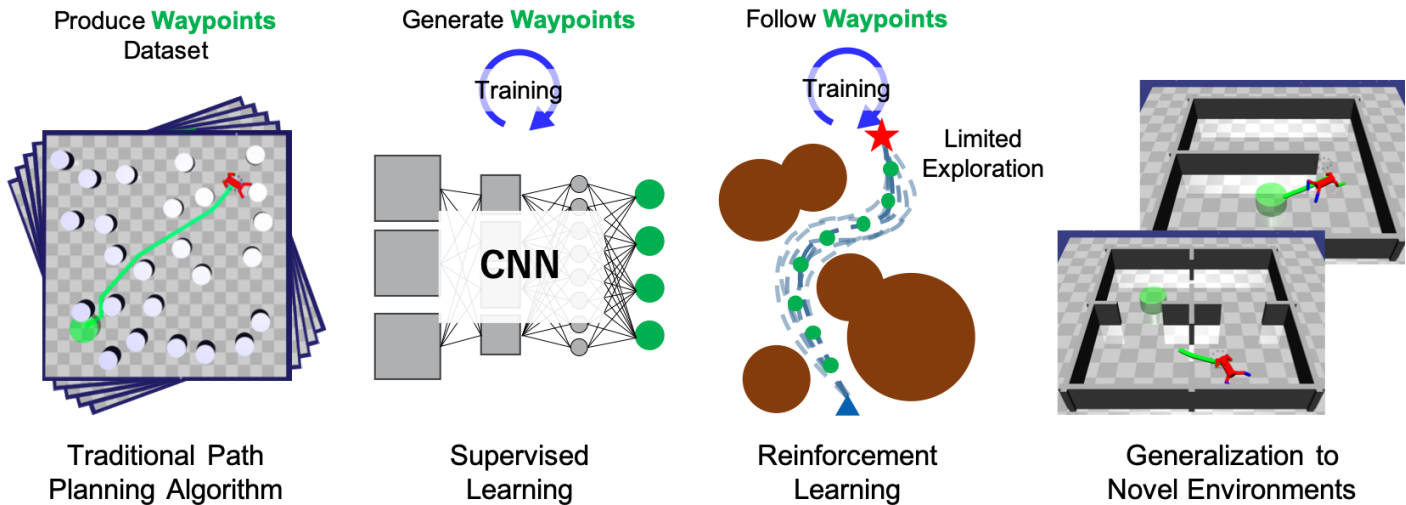 Produce Waypoints
Dataset
Traditional Path
Planning Algorithm
Generate Waypoints
Training
CNN
Supervised
Learning
Follow Waypoints
Training
Limited
Exploration
Reinforcement
Learning
Generalization to
Novel Environments